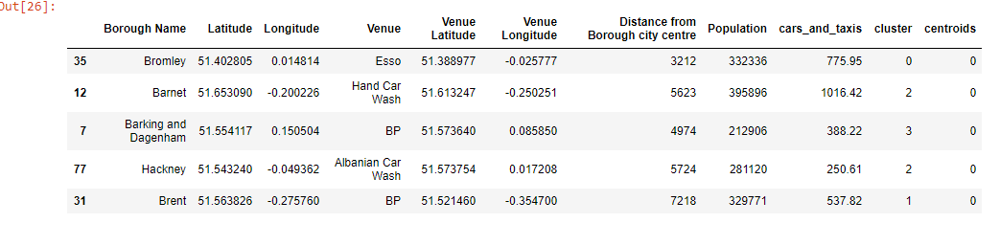 Out[26]:
Borough Name Latitude Longitude Venue Venue Latitude Venue Longitude Distance from Borough city centre Population cars_and_taxis cluster centroids
35 Bromley 51.402805 0.014814 Esso 51.388977 -0.025777 3212 332336 775.95 0 0
12 Barnet 51.653090 -0.200226 Hand Car Wash 51.613247 -0.250251 5623 395896 1016.42 2 0
7 Barking and Dagenham 51.554117 0.150504 BP 51.573640 0.085850 4974 212906 388.22 3 0
77 Hackney 51.543240 -0.049362 Albanian Car Wash 51.573754 0.017208 5724 281120 250.61 2 0
31 Brent 51.563826 -0.275760 BP 51.521460 -0.354700 7218 329771 537.82 1 0